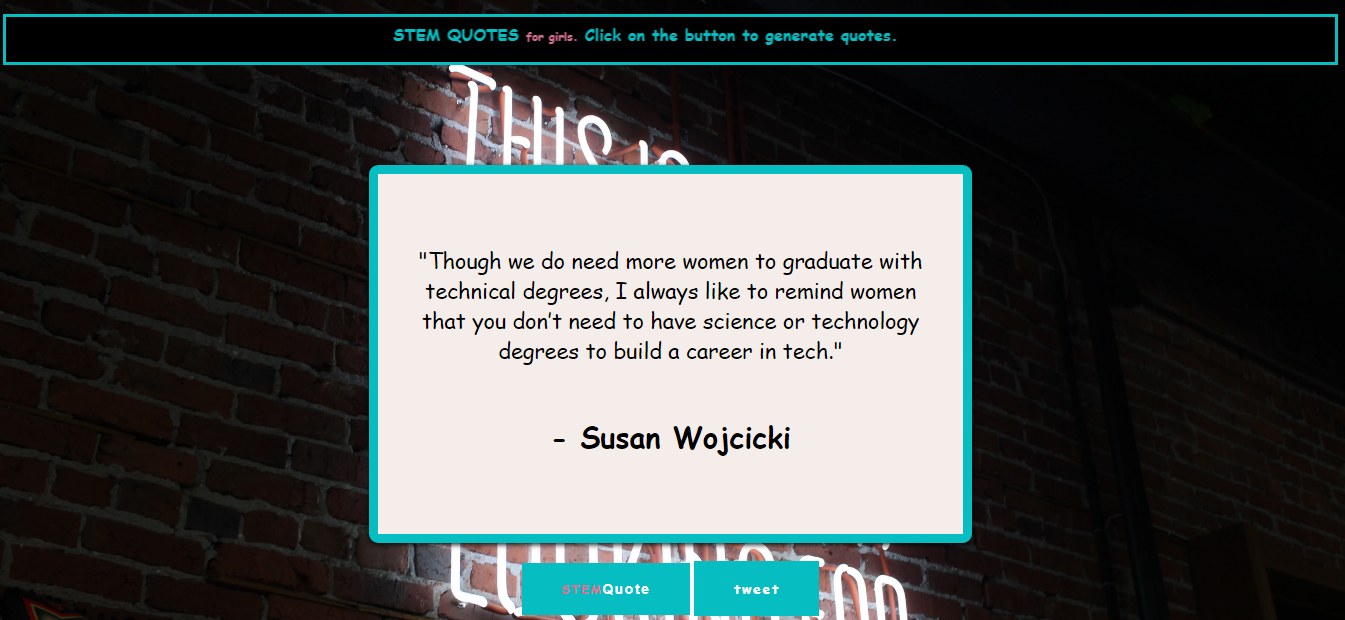 STEM QUOTES for girls. Click on the button to generate quotes.
THIS IS
"Though we do need more women to graduate with
technical degrees, I always like to remind women
that you don’t need to have science or technology
degrees to build a career in tech."
- Susan Wojcicki
STEMQuote
tweet